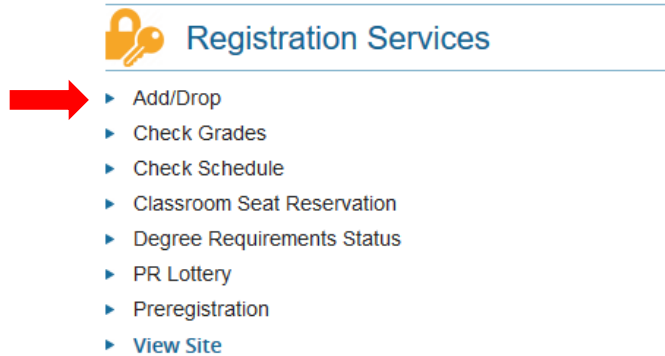 Registration Services
Add/Drop
Check Grades
Check Schedule
Classroom Seat Reservation
Degree Requirements Status
PR Lottery
Preregistration
View Site